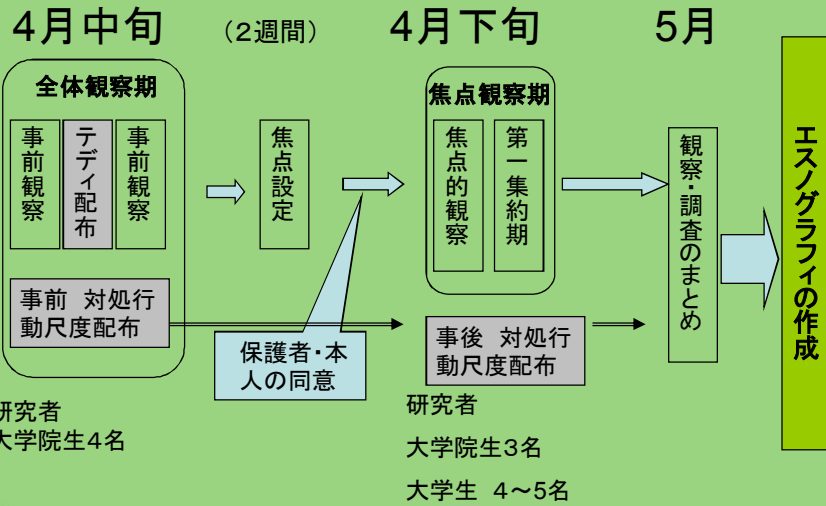 4月中旬
(2週間)
4月下旬
5月
全体観察期
事前観察
テディ配布
事前観察
事前 対処行
動尺度配布
研究者
大学院生4名
焦点設定
保護者・本
人の同意
焦点観察期
焦点的観察
第一集約期
事後 対処行
動尺度配布
研究者
大学院生3名
大学生 4~5名
観察・調査のまとめ
エスノグラフィの作成